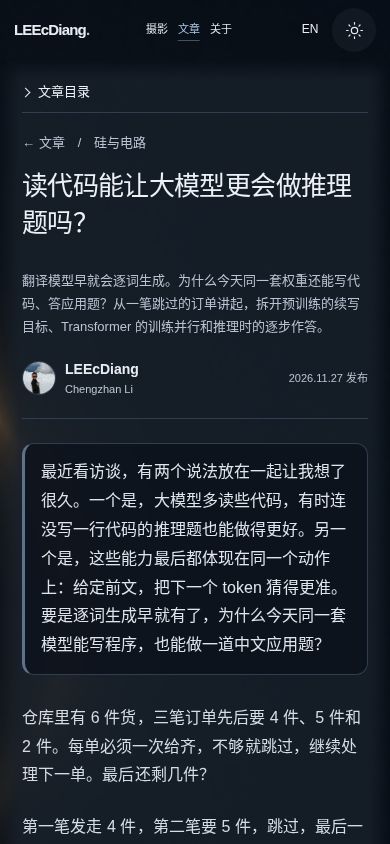 LEEcDiang.
摄影 文章 关于
EN
文章目录
← 文章 / 硅与电路
读代码能让大模型更会做推理
题吗？
翻译模型早就会逐词生成。为什么今天同一套权重还能写代
码、答应用题？从一笔跳过的订单讲起，拆开预训练的续写
目标、Transformer 的训练并行和推理时的逐步作答。
LEEcDiang
Chengzhan Li
2026.11.27 发布
最近看访谈，有两个说法放在一起让我想了
很久。一个是，大模型多读些代码，有时连
没写一行代码的推理题也能做得更好。另一
个是，这些能力最后都体现在同一个动作
上：给定前文，把下一个 token 猜得更准。
要是逐词生成早就有了，为什么今天同一套
模型能写程序，也能做一道中文应用题？
仓库里有 6 件货，三笔订单先后要 4 件、5 件和
2 件。每单必须一次给齐，不够就跳过，继续处
理下一单。最后还剩几件？
第一笔发走 4 件，第二笔要 5 件，跳过，最后一